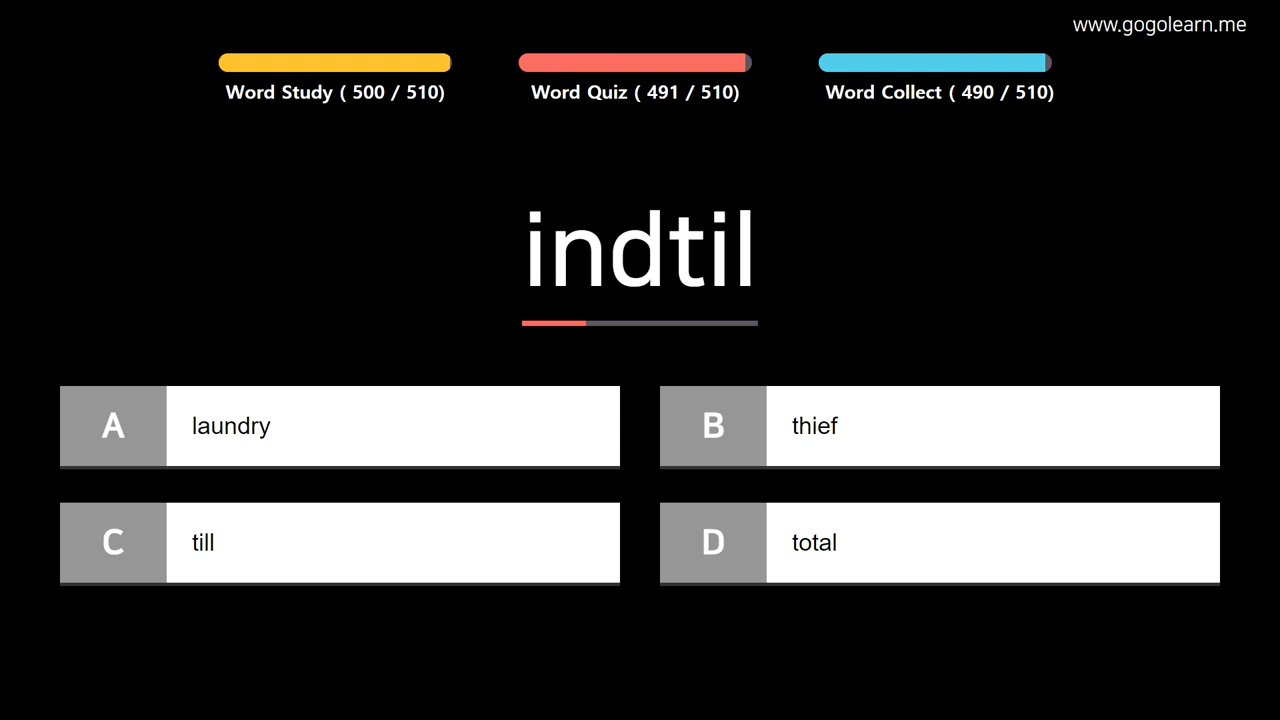 www.gogolearn.me
Word Study ( 500 / 510)
Word Quiz ( 491 / 510)
Word Collect ( 490 / 510)
indtil
A laundry
B thief
C till
D total